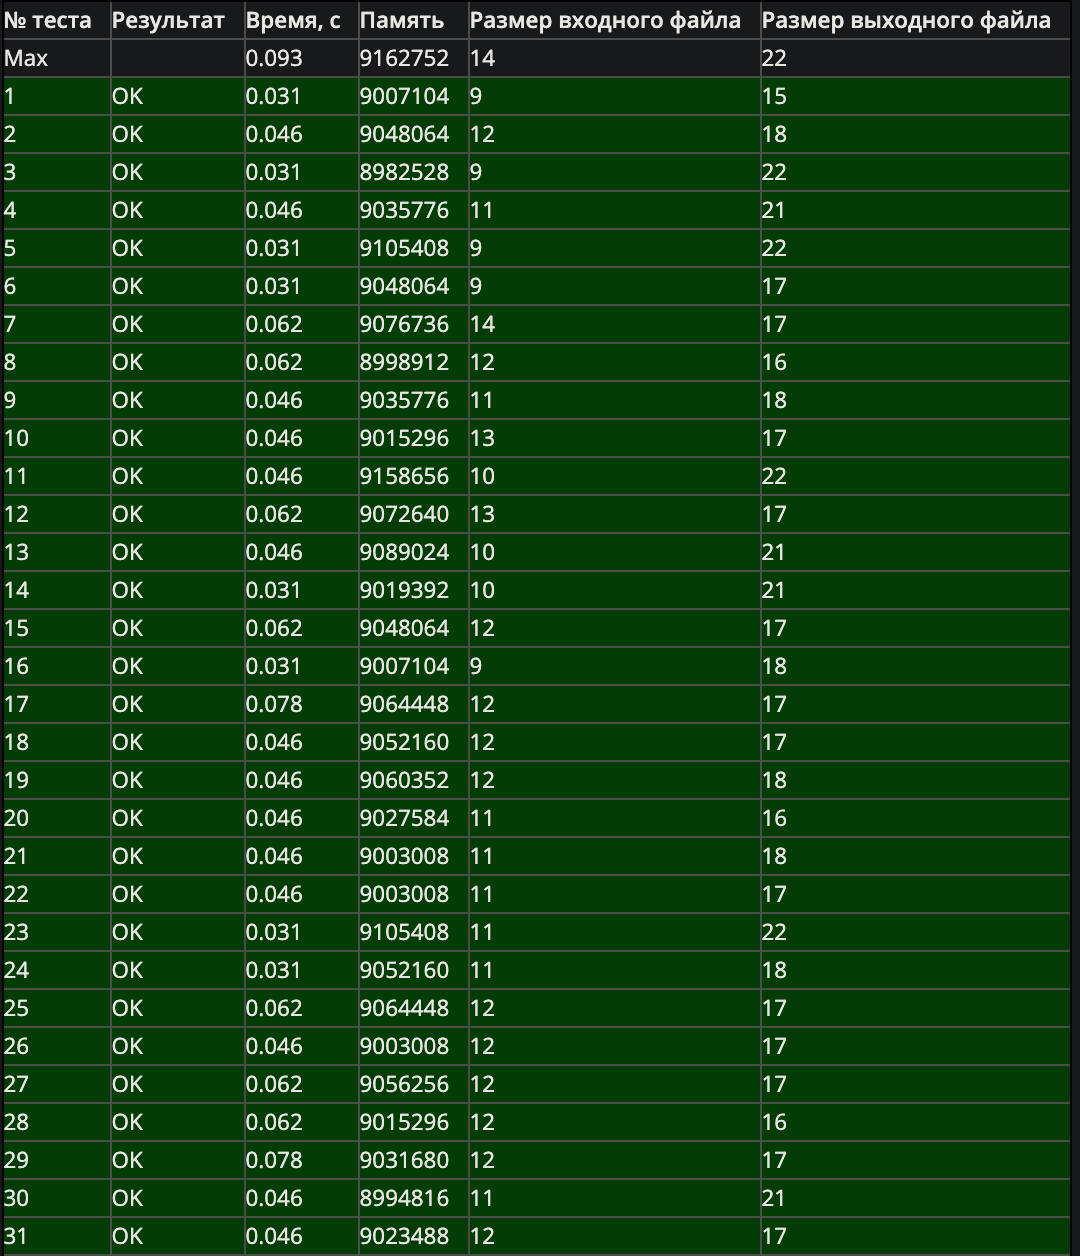 № теста Результат Время, с Память Размер входного файла Размер выходного файла
Max 0.093 9162752 14 22
1 OK 0.031 9007104 9 15
2 OK 0.046 9048064 12 18
3 OK 0.031 8982528 9 22
4 OK 0.046 9035776 11 21
5 OK 0.031 9105408 9 22
6 OK 0.031 9048064 9 17
7 OK 0.062 9076736 14 17
8 OK 0.062 8998912 12 16
9 OK 0.046 9035776 11 18
10 OK 0.046 9015296 13 17
11 OK 0.046 9158656 10 22
12 OK 0.062 9072640 13 17
13 OK 0.046 9089024 10 21
14 OK 0.031 9019392 10 21
15 OK 0.062 9048064 12 17
16 OK 0.031 9007104 9 18
17 OK 0.078 9064448 12 17
18 OK 0.046 9052160 12 17
19 OK 0.046 9060352 12 18
20 OK 0.046 9027584 11 16
21 OK 0.046 9003008 11 18
22 OK 0.046 9003008 11 17
23 OK 0.031 9105408 11 22
24 OK 0.031 9052160 11 18
25 OK 0.062 9064448 12 17
26 OK 0.046 9003008 12 17
27 OK 0.062 9056256 12 17
28 OK 0.062 9015296 12 16
29 OK 0.078 9031680 12 17
30 OK 0.046 8994816 11 21
31 OK 0.046 9023488 12 17